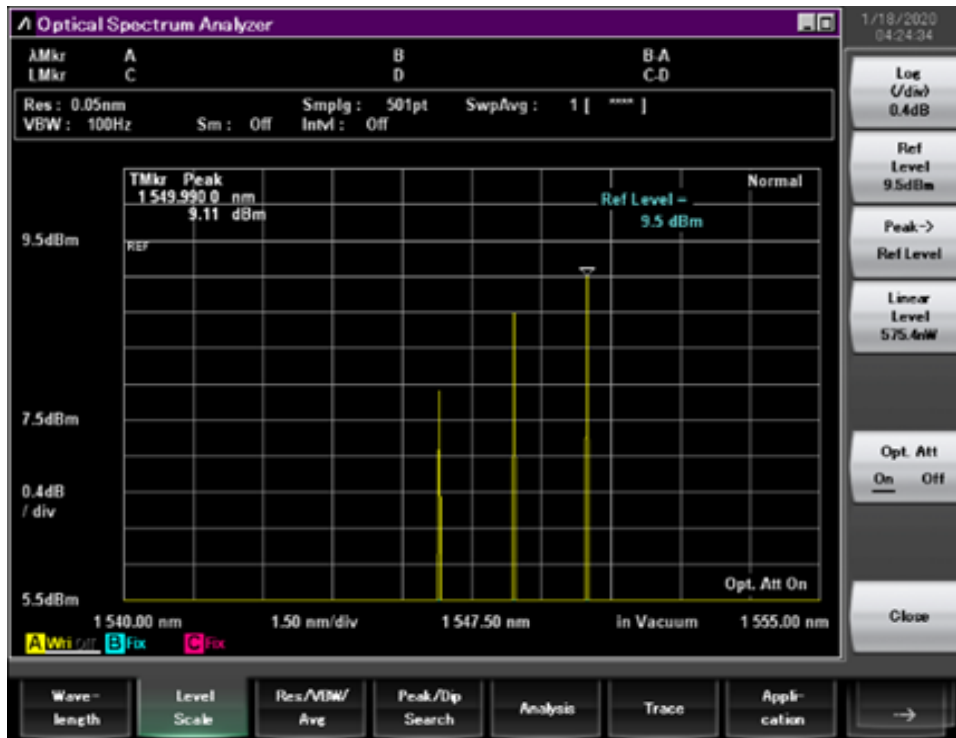 Optical Spectrum Analyzer
1/18/2020
04:24:34
λMkr A B B-A
LMkr C D C-D
Res : 0.05nm Smplg : 501pt SwpAvg : 1 [ **** ]
VBW : 100Hz Sm : Off Intvl : Off
TMkr Peak
1 549.990 0 nm
9.11 dBm
Normal
Ref Level =
9.5 dBm
9.5dBm
REF
7.5dBm
0.4dB
/ div
5.5dBm
Opt. Att On
1 540.00 nm 1.50 nm/div 1 547.50 nm in Vacuum 1 555.00 nm
A Wri Off B Fix C Fix
Log
(/div)
0.4dB
Ref
Level
9.5dBm
Peak->
Ref Level
Linear
Level
575.4nW
Opt. Att
On Off
Close
Wave-
length
Level
Scale
Res/VBW/
Avg
Peak/Dip
Search
Analysis
Trace
Appli-
cation
→